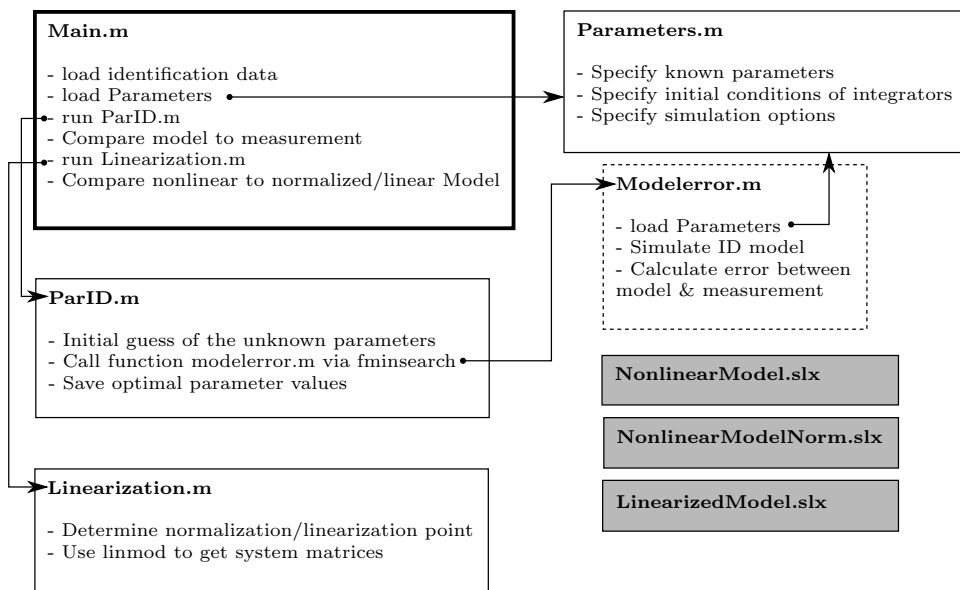 Main.m
- load identification data
- load Parameters
- run ParID.m
- Compare model to measurement
- run Linearization.m
- Compare nonlinear to normalized/linear Model
Parameters.m
- Specify known parameters
- Specify initial conditions of integrators
- Specify simulation options
Modelerror.m
- load Parameters
- Simulate ID model
- Calculate error between
model & measurement
ParID.m
- Initial guess of the unknown parameters
- Call function modelerror.m via fminsearch
- Save optimal parameter values
NonlinearModel.slx
NonlinearModelNorm.slx
LinearizedModel.slx
Linearization.m
- Determine normalization/linearization point
- Use linmod to get system matrices